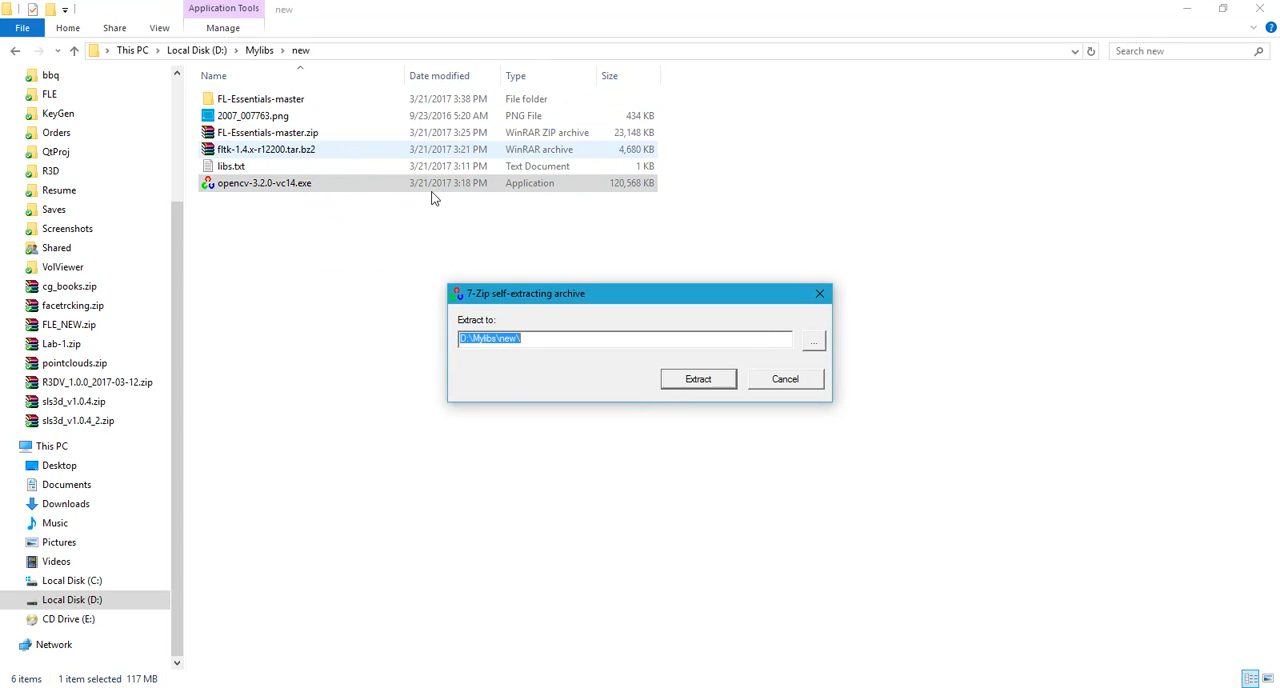 Application Tools
new
File
Home
Share
View
Manage
This PC
Local Disk (D:)
Mylibs
new
Search new
bbq
FLE
KeyGen
Orders
QtProj
R3D
Resume
Saves
Screenshots
Shared
VolViewer
cg_books.zip
facetrcking.zip
FLE_NEW.zip
Lab-1.zip
pointclouds.zip
R3DV_1.0.0_2017-03-12.zip
sls3d_v1.0.4.zip
sls3d_v1.0.4_2.zip
This PC
Desktop
Documents
Downloads
Music
Pictures
Videos
Local Disk (C:)
Local Disk (D:)
CD Drive (E:)
Network
Name Date modified Type Size
FL-Essentials-master 3/21/2017 3:38 PM File folder
2007_007763.png 9/23/2016 5:20 AM PNG File 434 KB
FL-Essentials-master.zip 3/21/2017 3:25 PM WinRAR ZIP archive 23,148 KB
fltk-1.4.x-r12200.tar.bz2 3/21/2017 3:21 PM WinRAR archive 4,680 KB
libs.txt 3/21/2017 3:11 PM Text Document 1 KB
opencv-3.2.0-vc14.exe 3/21/2017 3:18 PM Application 120,568 KB
7-Zip self-extracting archive
Extract to:
D:\Mylibs\new\
...
Extract
Cancel
6 items 1 item selected 117 MB